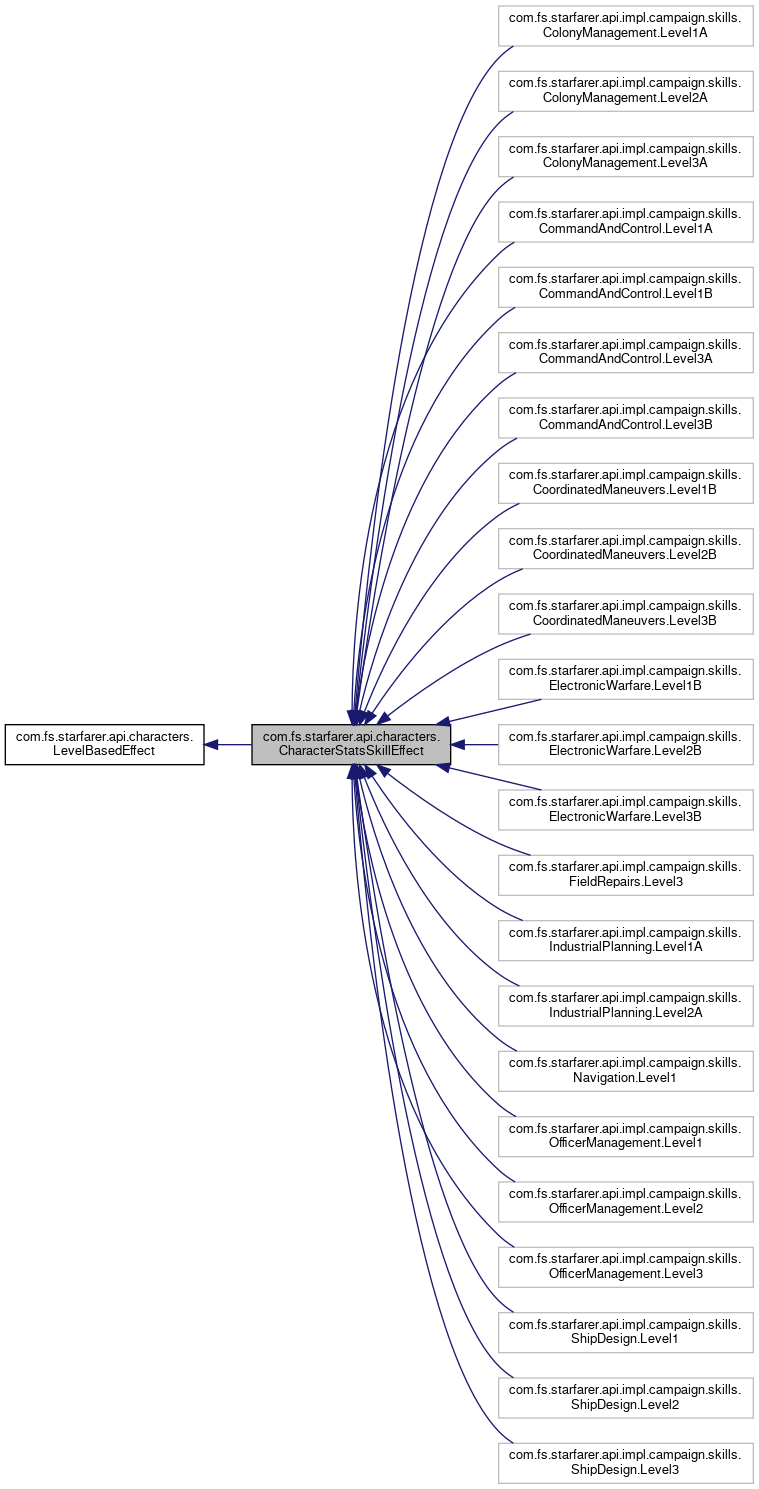 com.fs.starfarer.api.impl.campaign.skills.
ColonyManagement.Level1A
com.fs.starfarer.api.impl.campaign.skills.
ColonyManagement.Level2A
com.fs.starfarer.api.impl.campaign.skills.
ColonyManagement.Level3A
com.fs.starfarer.api.impl.campaign.skills.
CommandAndControl.Level1A
com.fs.starfarer.api.impl.campaign.skills.
CommandAndControl.Level1B
com.fs.starfarer.api.impl.campaign.skills.
CommandAndControl.Level3A
com.fs.starfarer.api.impl.campaign.skills.
CommandAndControl.Level3B
com.fs.starfarer.api.impl.campaign.skills.
CoordinatedManeuvers.Level1B
com.fs.starfarer.api.impl.campaign.skills.
CoordinatedManeuvers.Level2B
com.fs.starfarer.api.impl.campaign.skills.
CoordinatedManeuvers.Level3B
com.fs.starfarer.api.impl.campaign.skills.
ElectronicWarfare.Level1B
com.fs.starfarer.api.characters.
LevelBasedEffect
com.fs.starfarer.api.characters.
CharacterStatsSkillEffect
com.fs.starfarer.api.impl.campaign.skills.
ElectronicWarfare.Level2B
com.fs.starfarer.api.impl.campaign.skills.
ElectronicWarfare.Level3B
com.fs.starfarer.api.impl.campaign.skills.
FieldRepairs.Level3
com.fs.starfarer.api.impl.campaign.skills.
IndustrialPlanning.Level1A
com.fs.starfarer.api.impl.campaign.skills.
IndustrialPlanning.Level2A
com.fs.starfarer.api.impl.campaign.skills.
Navigation.Level1
com.fs.starfarer.api.impl.campaign.skills.
OfficerManagement.Level1
com.fs.starfarer.api.impl.campaign.skills.
OfficerManagement.Level2
com.fs.starfarer.api.impl.campaign.skills.
OfficerManagement.Level3
com.fs.starfarer.api.impl.campaign.skills.
ShipDesign.Level1
com.fs.starfarer.api.impl.campaign.skills.
ShipDesign.Level2
com.fs.starfarer.api.impl.campaign.skills.
ShipDesign.Level3